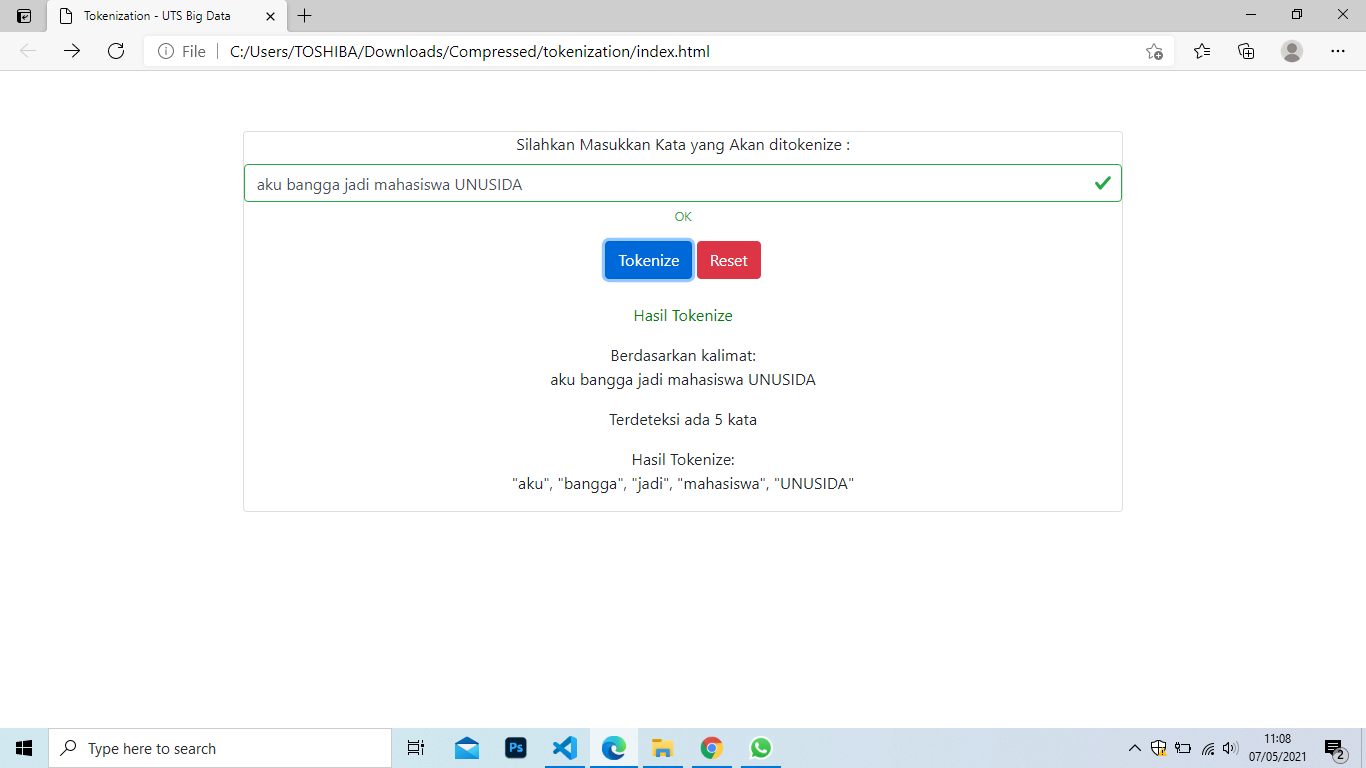 Tokenization - UTS Big Data
File
C:/Users/TOSHIBA/Downloads/Compressed/tokenization/index.html
Silahkan Masukkan Kata yang Akan ditokenize :
aku bangga jadi mahasiswa UNUSIDA
OK
Tokenize Reset
Hasil Tokenize
Berdasarkan kalimat:
aku bangga jadi mahasiswa UNUSIDA
Terdeteksi ada 5 kata
Hasil Tokenize:
"aku", "bangga", "jadi", "mahasiswa", "UNUSIDA"
Type here to search
Ps
11:08
07/05/2021
2